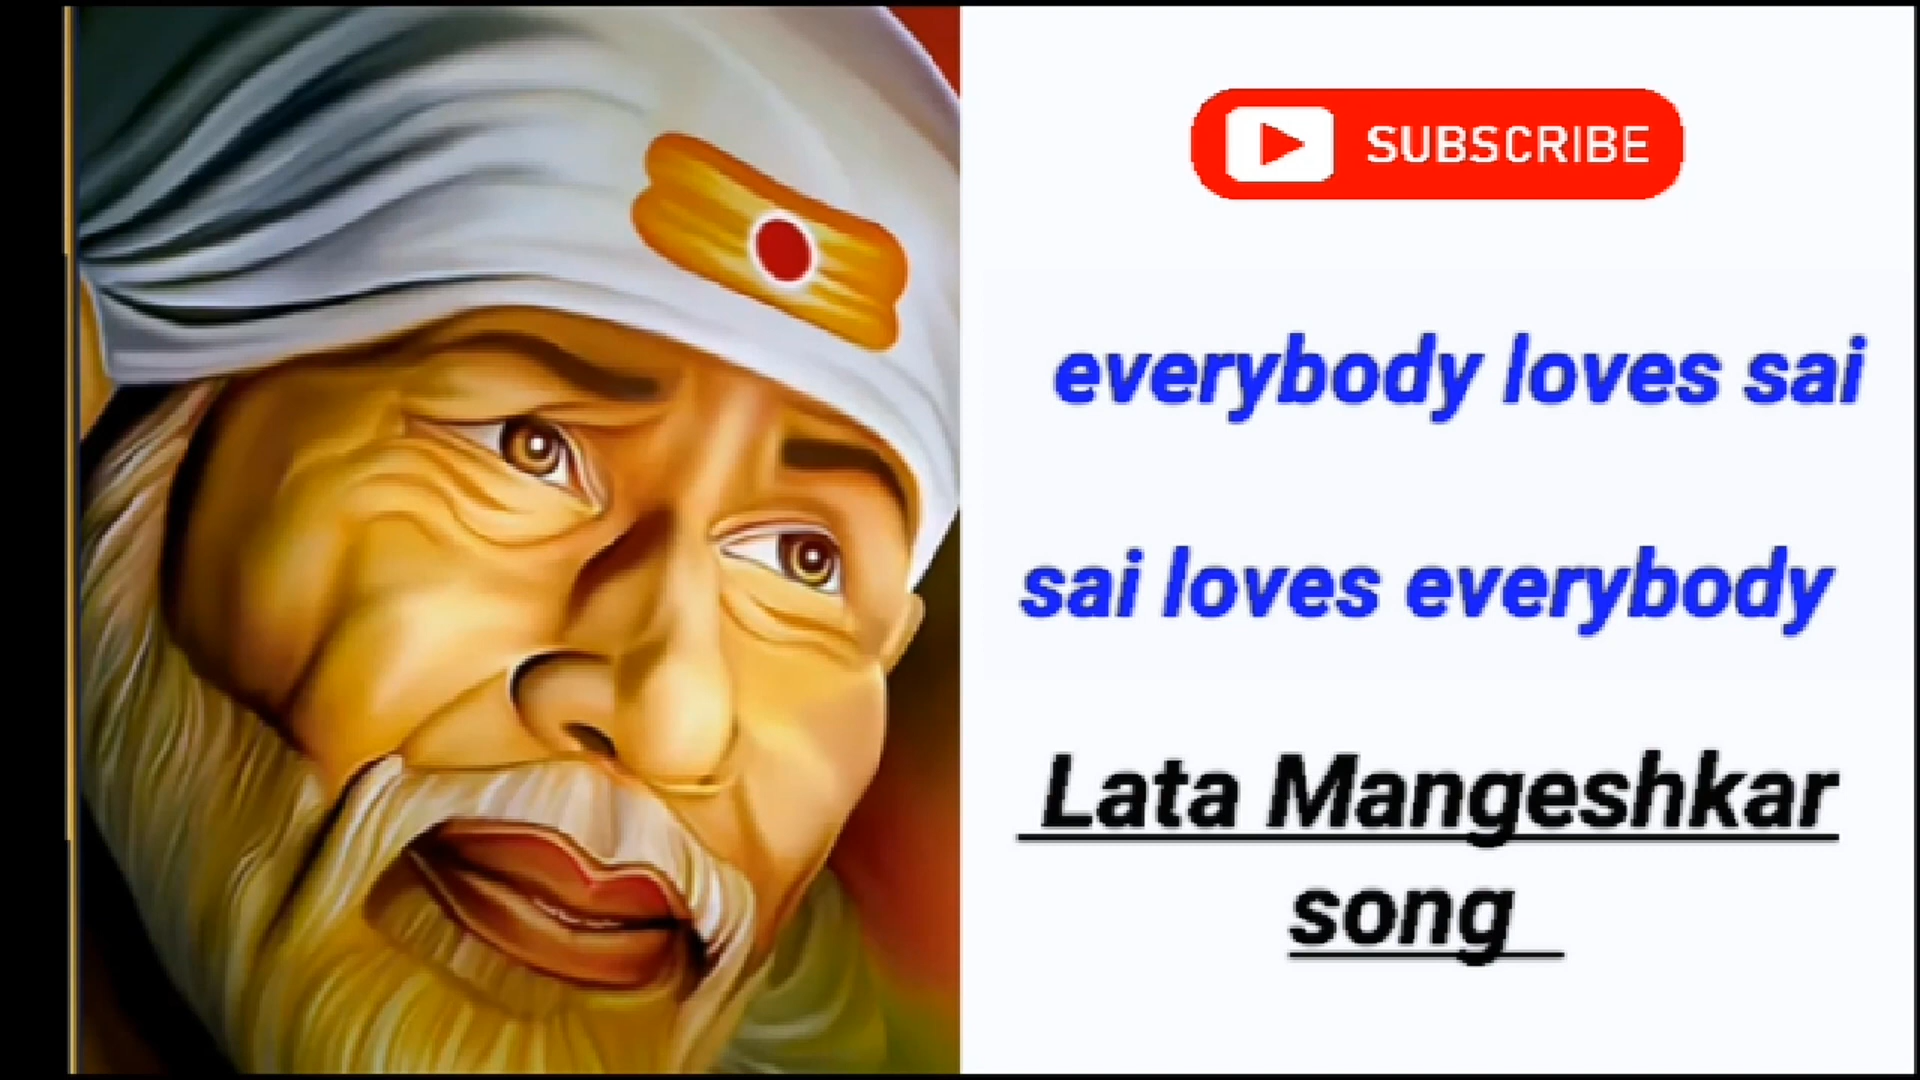 SUBSCRIBE
everybody loves sai
sai loves everybody
Lata Mangeshkar
song